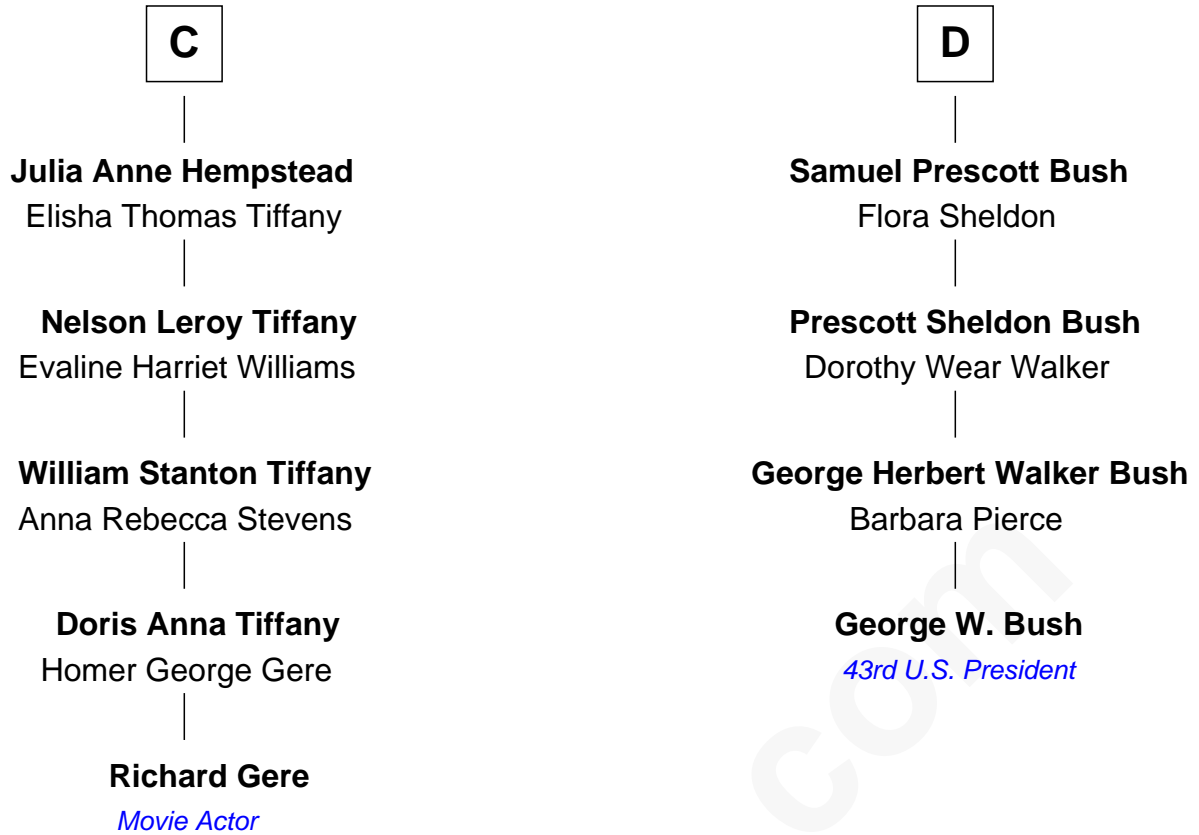 C
Julia Anne Hempstead
Elisha Thomas Tiffany
Nelson Leroy Tiffany
Evaline Harriet Williams
William Stanton Tiffany
Anna Rebecca Stevens
Doris Anna Tiffany
Homer George Gere
Richard Gere
Movie Actor
D
Samuel Prescott Bush
Flora Sheldon
Prescott Sheldon Bush
Dorothy Wear Walker
George Herbert Walker Bush
Barbara Pierce
George W. Bush
43rd U.S. President
com